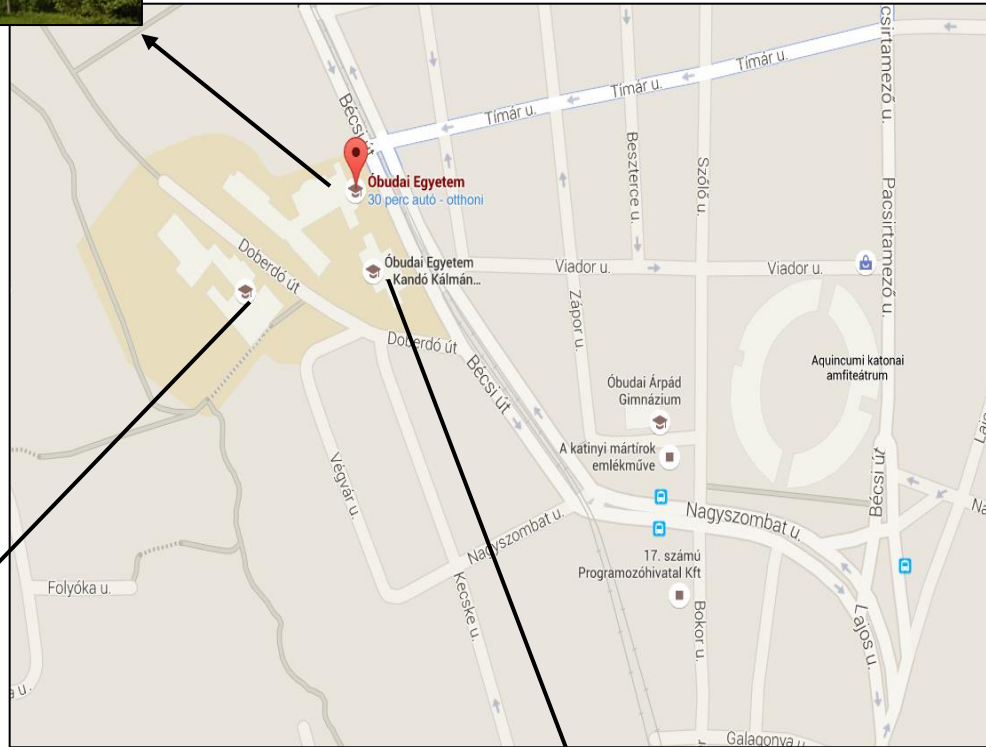 csirtamező u.
Tímár u.
Tímár u.
Tímár u.
Bécsi út
Beszterce u.
Szőlő u.
Pacsirtamező u.
Óbudai Egyetem
30 perc autó - otthoni
Doberdó út
Óbudai Egyetem
Kandó Kálmán...
Viador u.
Viador u.
Zápor u.
Doberdó út
Bécsi út
Aquincumi katonai
amfiteátrum
Óbudai Árpád
Gimnázium
A katinyi mártírok
emlékműve
Végvár u.
Bécsi út
Nagyszombat u.
Nagyszombat u.
17. számú
Programozóhivatal Kft
Folyóka u.
Kecske u.
Bokor u.
Lajos u.
u.
Galagonya u.